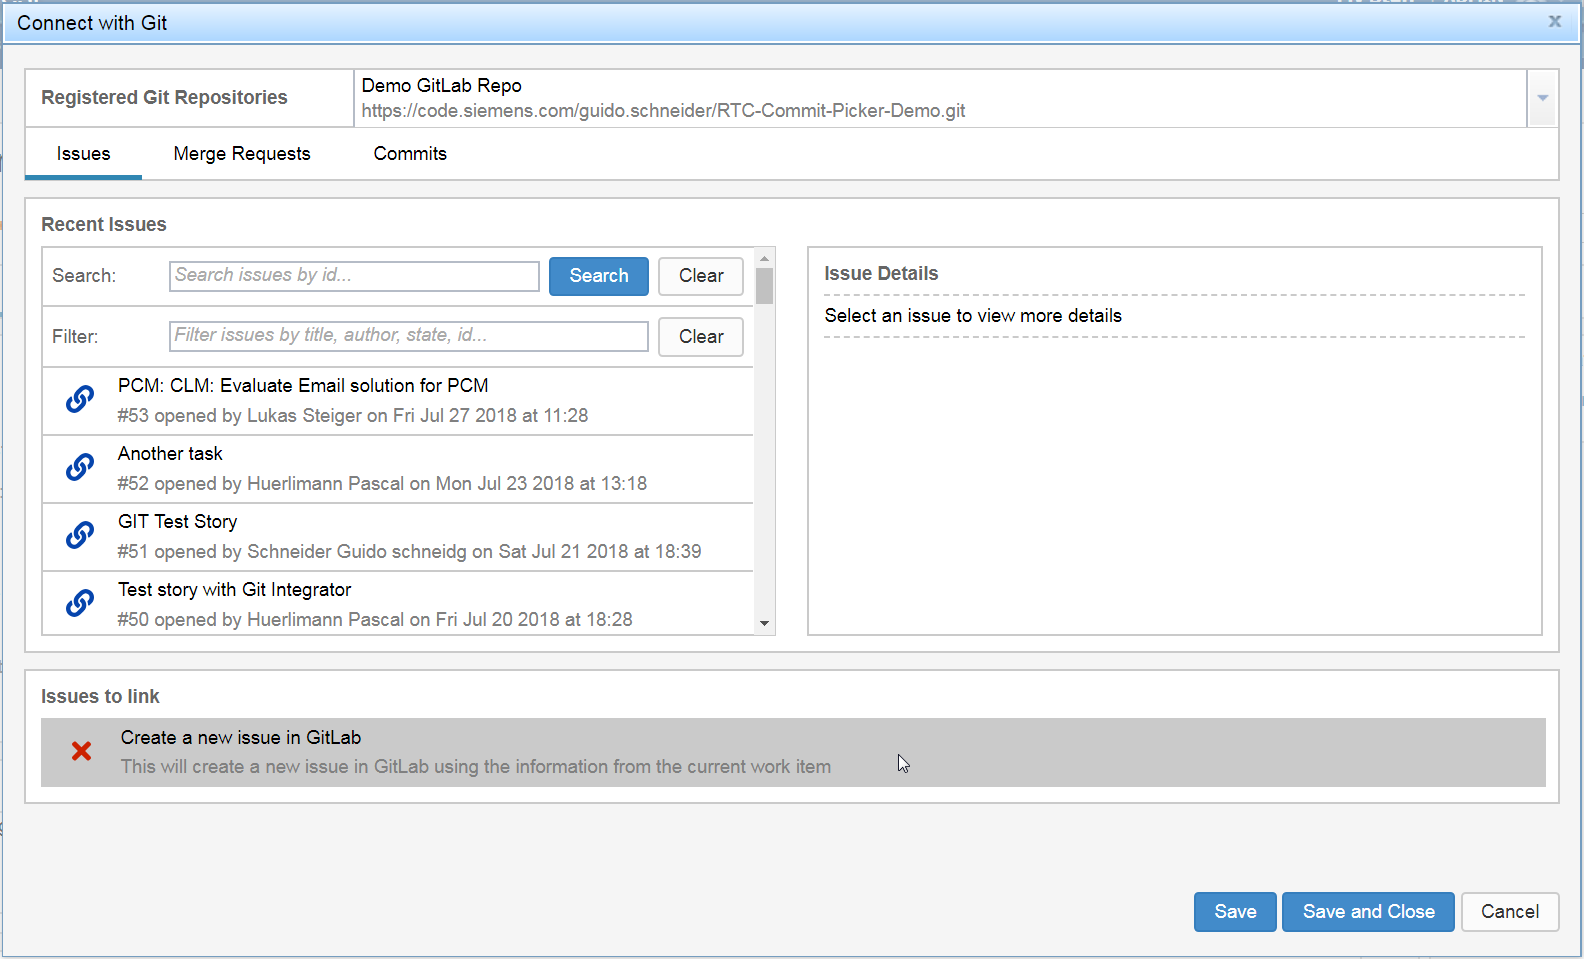 Connect with Git
x
Registered Git Repositories
Demo GitLab Repo
https://code.siemens.com/guido.schneider/RTC-Commit-Picker-Demo.git
Issues Merge Requests Commits
Recent Issues
Search: Search issues by id... Search Clear
Filter: Filter issues by title, author, state, id... Clear
PCM: CLM: Evaluate Email solution for PCM
#53 opened by Lukas Steiger on Fri Jul 27 2018 at 11:28
Another task
#52 opened by Huerlimann Pascal on Mon Jul 23 2018 at 13:18
GIT Test Story
#51 opened by Schneider Guido schneidg on Sat Jul 21 2018 at 18:39
Test story with Git Integrator
#50 opened by Huerlimann Pascal on Fri Jul 20 2018 at 18:28
Issue Details
Select an issue to view more details
Issues to link
Create a new issue in GitLab
This will create a new issue in GitLab using the information from the current work item
Save Save and Close Cancel